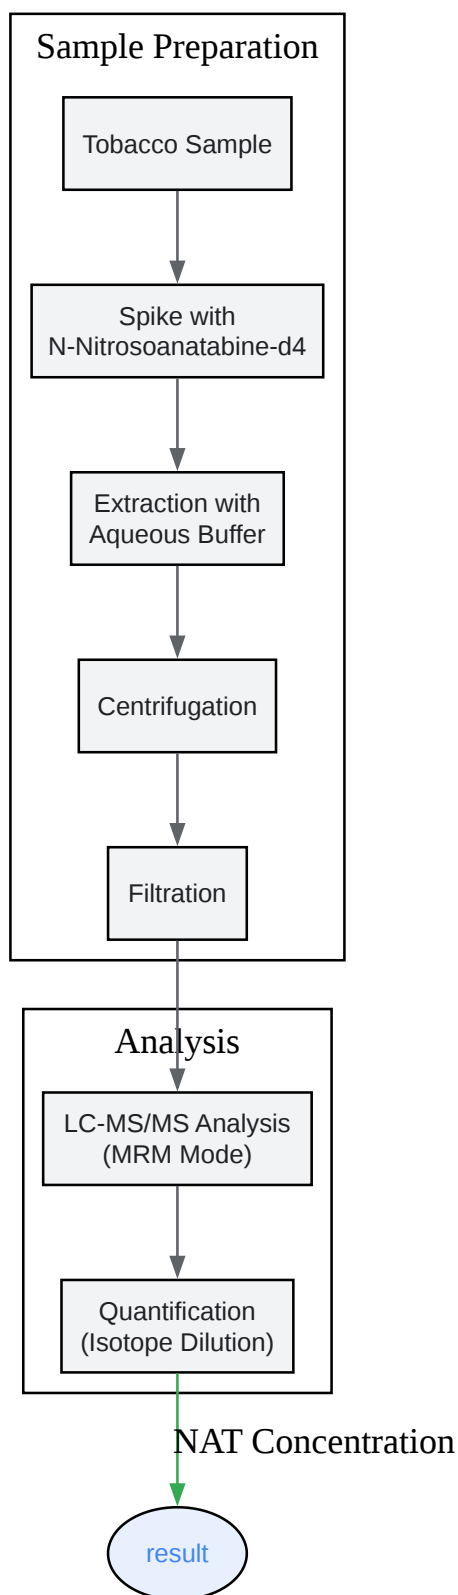 Sample Preparation
Tobacco Sample
Spike with
N-Nitrosoanatabine-d4
Extraction with
Aqueous Buffer
Centrifugation
Filtration
Analysis
LC-MS/MS Analysis
(MRM Mode)
Quantification
(Isotope Dilution)
NAT Concentration
result